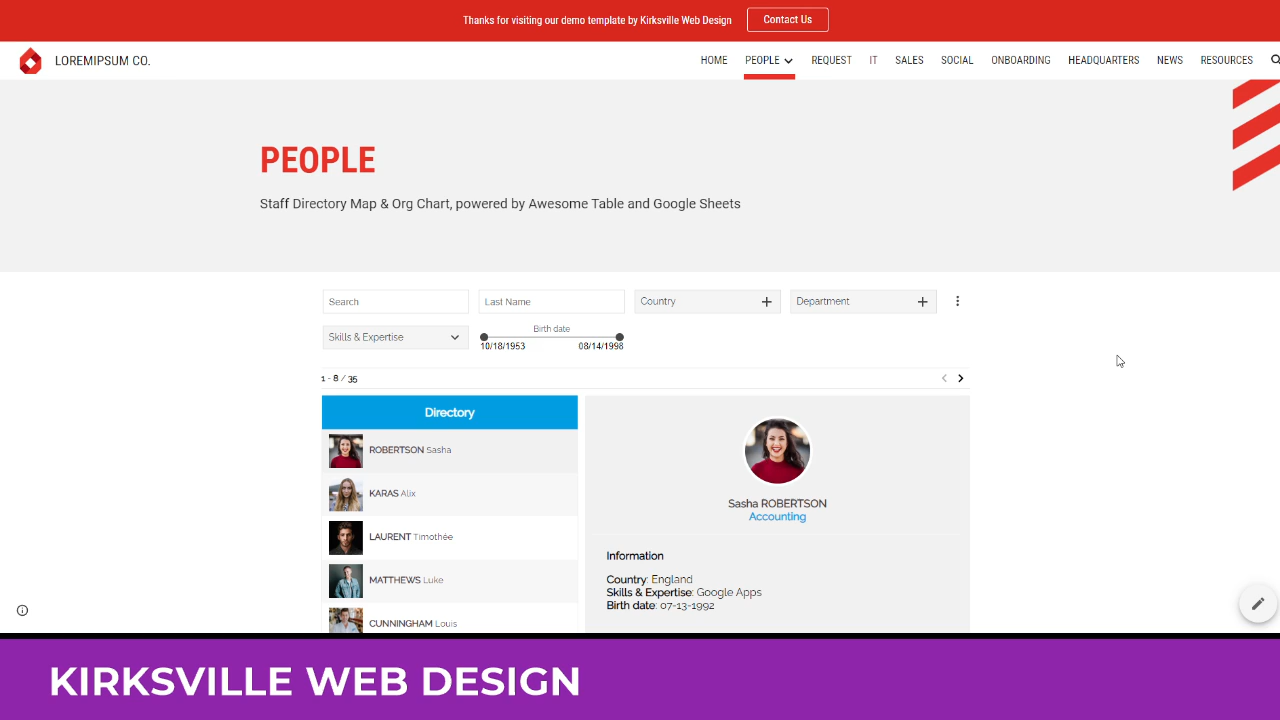 Thanks for visiting our demo template by Kirksville Web Design
Contact Us
LOREMIPSUM CO.
HOME PEOPLE REQUEST IT SALES SOCIAL ONBOARDING HEADQUARTERS NEWS RESOURCES
PEOPLE
Staff Directory Map & Org Chart, powered by Awesome Table and Google Sheets
Search
Last Name
Country
Department
Skills & Expertise
Birth date
10/18/1953 08/14/1998
1 - 8 / 35
Directory
ROBERTSON Sasha
KARAS Alix
LAURENT Timothée
MATTHEWS Luke
CUNNINGHAM Louis
Sasha ROBERTSON
Accounting
Information
Country: England
Skills & Expertise: Google Apps
Birth date: 07-13-1992
KIRKSVILLE WEB DESIGN